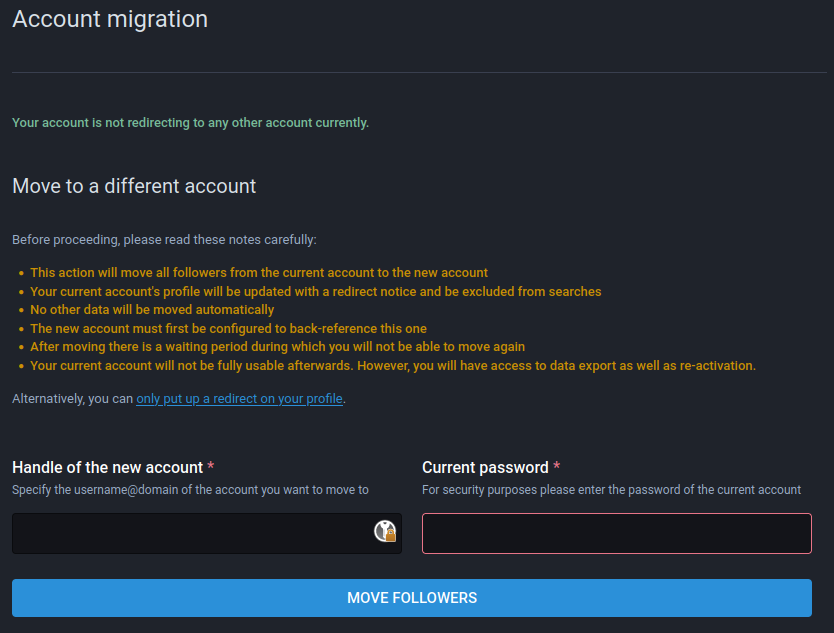 Account migration
Your account is not redirecting to any other account currently.
Move to a different account
Before proceeding, please read these notes carefully:
• This action will move all followers from the current account to the new account
• Your current account's profile will be updated with a redirect notice and be excluded from searches
• No other data will be moved automatically
• The new account must first be configured to back-reference this one
• After moving there is a waiting period during which you will not be able to move again
• Your current account will not be fully usable afterwards. However, you will have access to data export as well as re-activation.
Alternatively, you can only put up a redirect on your profile.
Handle of the new account *
Specify the username@domain of the account you want to move to
Current password *
For security purposes please enter the password of the current account
MOVE FOLLOWERS